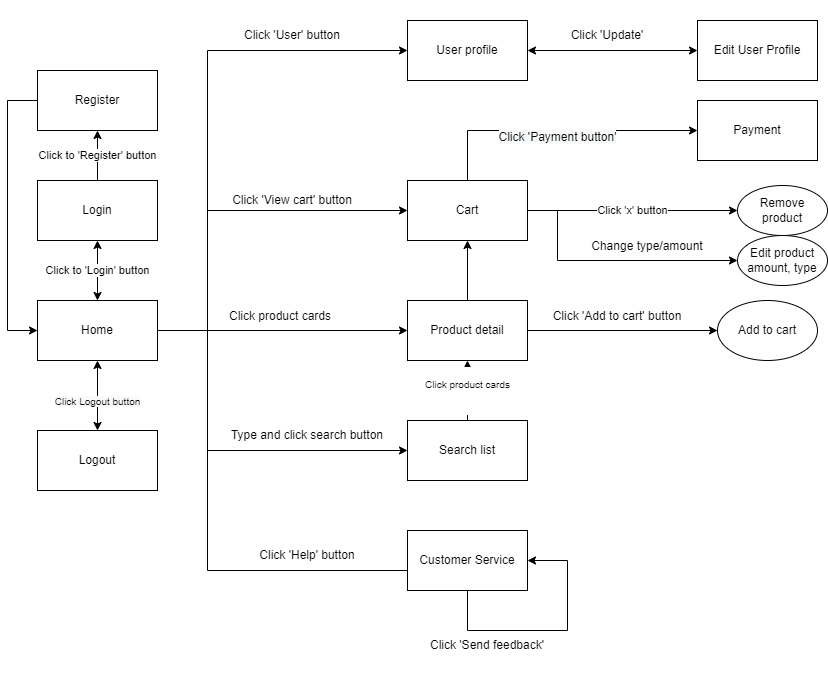 Click 'User' button
User profile
Click 'Update'
Edit User Profile
Register
Click 'Payment button'
Payment
Click to 'Register' button
Login
Click 'View cart' button
Cart
Click 'x' button
Remove
product
Change type/amount
Edit product
amount, type
Click to 'Login' button
Home
Click product cards
Product detail
Click 'Add to cart' button
Add to cart
Click product cards
Click Logout button
Logout
Type and click search button
Search list
Click 'Help' button
Customer Service
Click 'Send feedback'